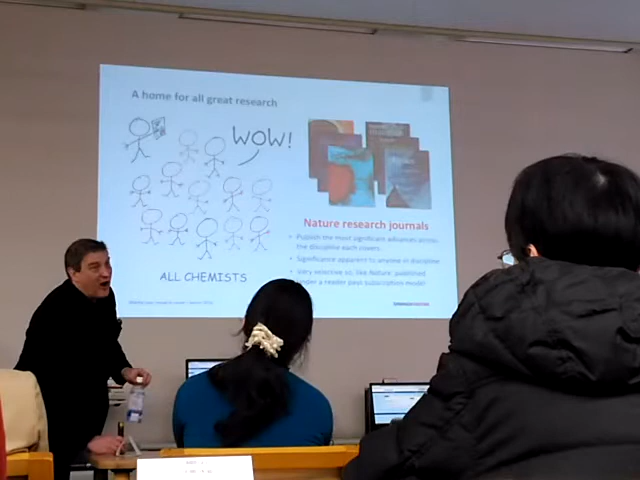 A home for all great research
WOW!
ALL CHEMISTS
Nature research journals
• Publish the most significant advances across
the discipline each covers
• Significance apparent to anyone in discipline
• Very selective so, like Nature: published
under a reader pays subscription model